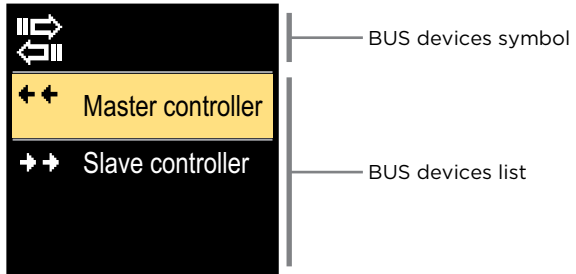 BUS devices symbol
Master controller
Slave controller
BUS devices list